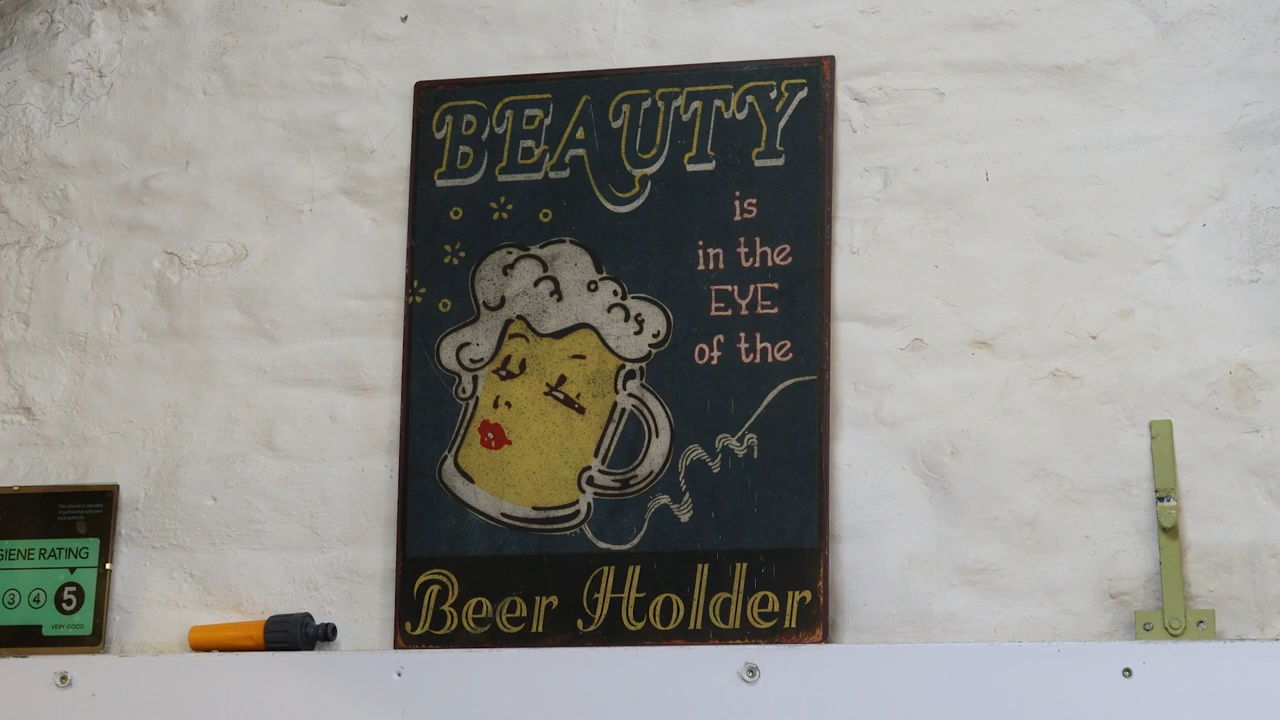 BEAUTY
is
in the
EYE
of the
Beer Holder
GIENE RATING
3 4 5
VERY GOOD